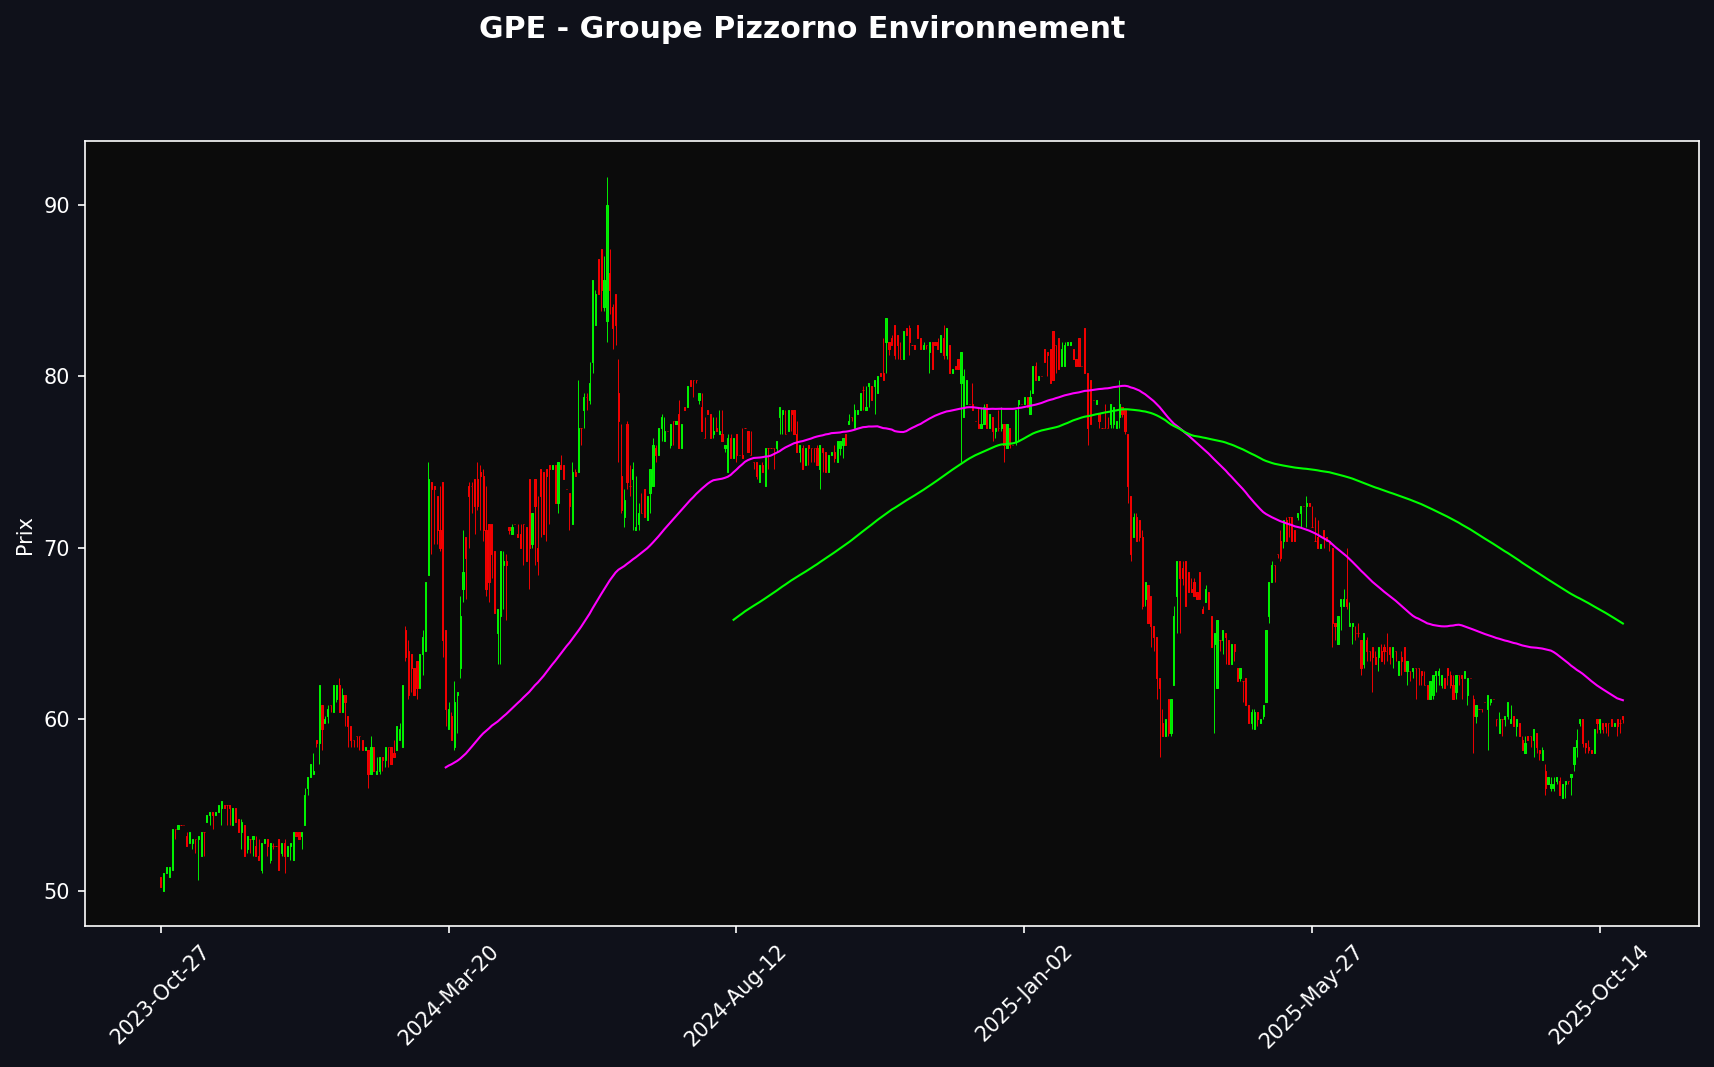 GPE - Groupe Pizzorno Environnement
90
80
70
60
50
Prix
2023-Oct-27
2024-Mar-20
2024-Aug-12
2025-Jan-02
2025-May-27
2025-Oct-14